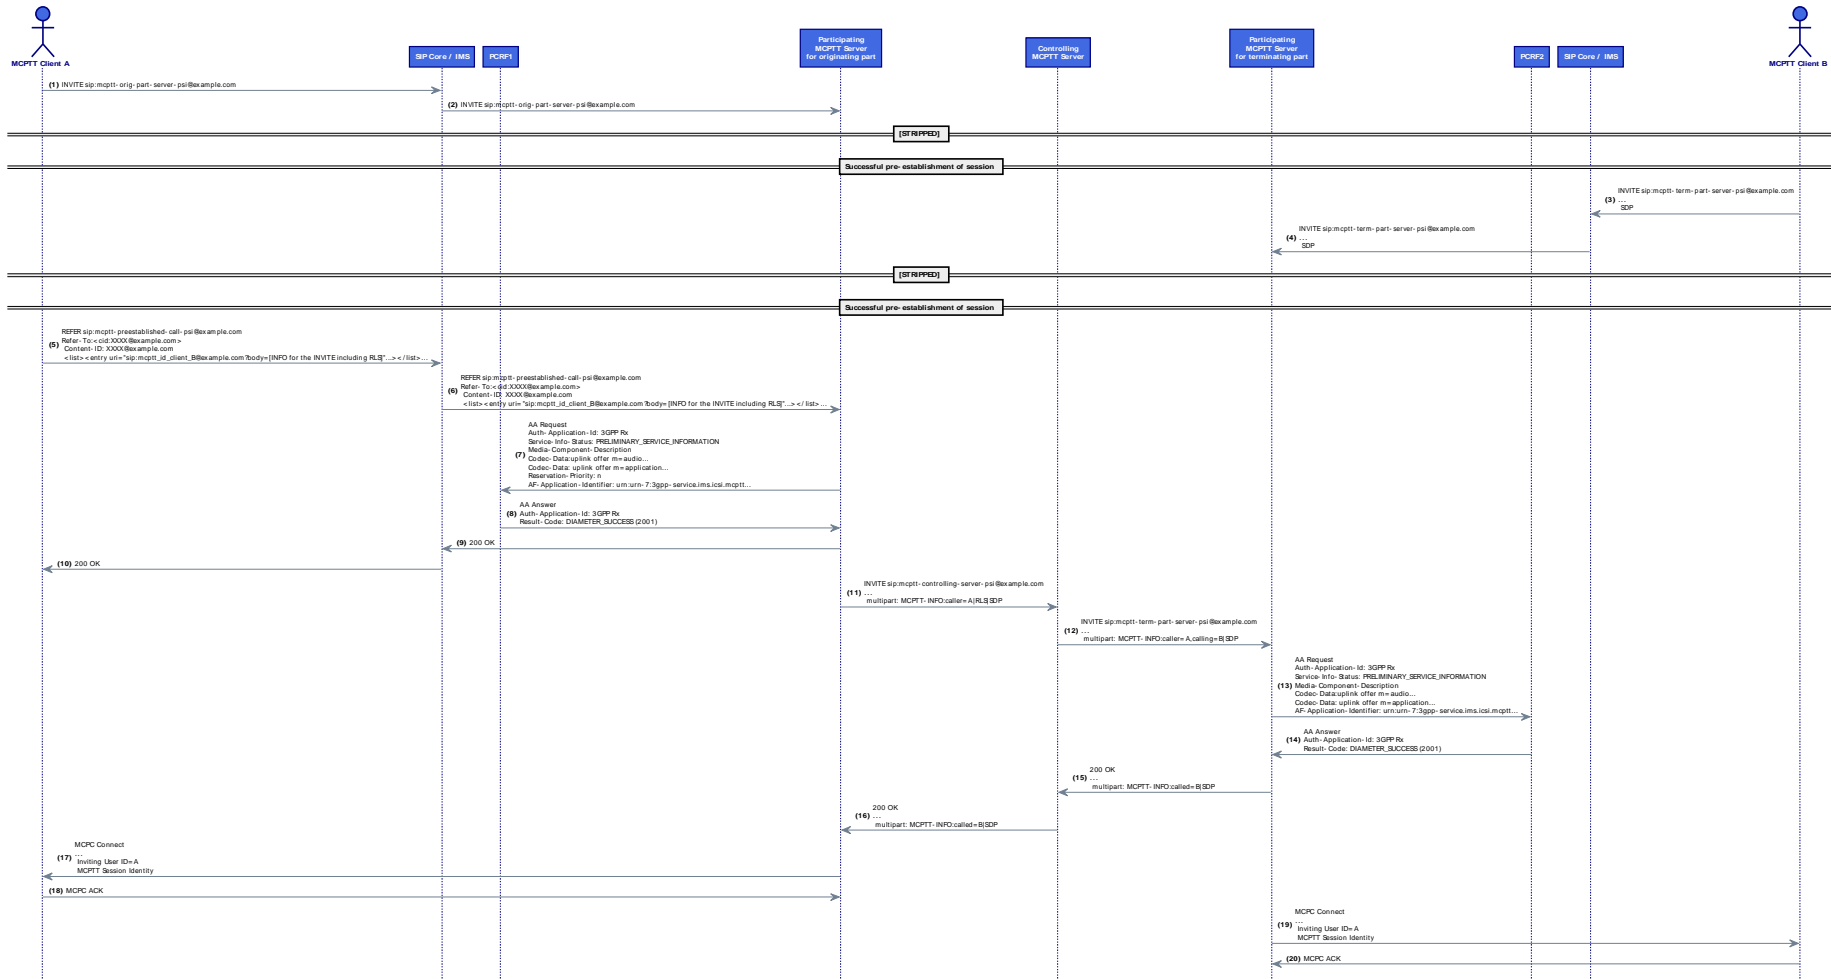 MCPTT Client A
SIP Core / IMS
PCRF1
Participating
MCPTT Server
for originating part
Controlling
MCPTT Server
Participating
MCPTT Server
for terminating part
PCRF2
SIP Core / IMS
MCPTT Client B
(1) INVITE sip:mcptt-orig-part-server-psi@example.com
(2) INVITE sip:mcptt-orig-part-server-psi@example.com
[STRIPPED]
Successful pre-establishment of session
INVITE sip:mcptt-term-part-server-psi@example.com
(3) ...
SDP
INVITE sip:mcptt-term-part-server-psi@example.com
(4) ...
SDP
[STRIPPED]
Successful pre-establishment of session
REFER sip:mcptt-preestablished-call-psi@example.com
Refer-To:<cid:XXXX@example.com>
(5) Content-ID: XXXX@example.com
<list><entry uri="sip:mcptt_id_client_B@example.com?body=[INFO for the INVITE including RLS]"...></list>...
REFER sip:mcptt-preestablished-call-psi@example.com
Refer-To:<cid:XXXX@example.com>
(6) Content-ID: XXXX@example.com
<list><entry uri="sip:mcptt_id_client_B@example.com?body=[INFO for the INVITE including RLS]"...></list>...
AA Request
Auth-Application-Id: 3GPP Rx
Service-Info-Status: PRELIMINARY_SERVICE_INFORMATION
Media-Component-Description
(7) Codec-Data:uplink offer m=audio...
Codec-Data: uplink offer m=application...
Reservation-Priority: n
AF-Application-Identifier: urn:urn-7:3gpp-service.ims.icsi.mcptt...
AA Answer
(8) Auth-Application-Id: 3GPP Rx
Result-Code: DIAMETER_SUCCESS (2001)
(9) 200 OK
(10) 200 OK
INVITE sip:mcptt-controlling-server-psi@example.com
(11) ...
multipart: MCPTT-INFO:caller=A|RLS|SDP
INVITE sip:mcptt-term-part-server-psi@example.com
(12) ...
multipart: MCPTT-INFO:caller=A,calling=B|SDP
AA Request
Auth-Application-Id: 3GPP Rx
Service-Info-Status: PRELIMINARY_SERVICE_INFORMATION
(13) Media-Component-Description
Codec-Data:uplink offer m=audio...
Codec-Data: uplink offer m=application...
AF-Application-Identifier: urn:urn-7:3gpp-service.ims.icsi.mcptt...
AA Answer
(14) Auth-Application-Id: 3GPP Rx
Result-Code: DIAMETER_SUCCESS (2001)
200 OK
(15) ...
multipart: MCPTT-INFO:called=B|SDP
200 OK
(16) ...
multipart: MCPTT-INFO:called=B|SDP
MCPC Connect
(17) ...
Inviting User ID=A
MCPTT Session Identity
(18) MCPC ACK
MCPC Connect
(19) ...
Inviting User ID=A
MCPTT Session Identity
(20) MCPC ACK